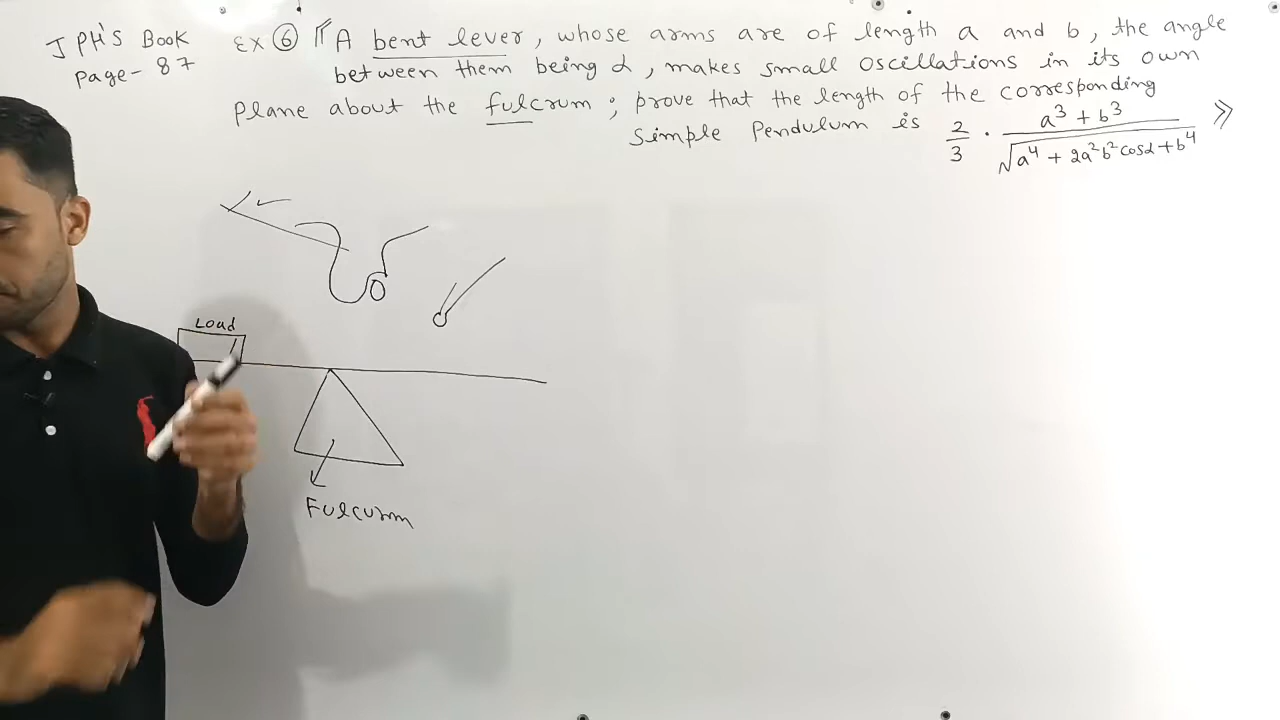 JPH'S Book
Page- 87
Ex ⑥ "A bent lever, whose arms are of length a and b, the angle
between them being α, makes small oscillations in its own
plane about the fulcrum; prove that the length of the corresponding
simple Pendulum is 2/3 · (a³ + b³)/√(a⁴ + 2a²b²cosα + b⁴) »
Load
Fulcurm